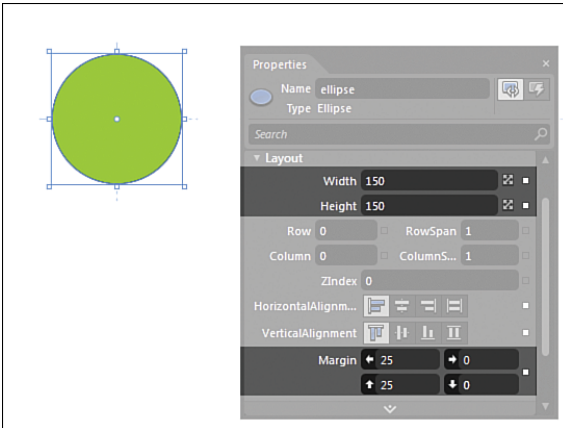 Properties
Name ellipse
Type Ellipse
Search
Layout
Width 150
Height 150
Row 0 RowSpan 1
Column 0 ColumnS... 1
ZIndex 0
HorizontalAlignm...
VerticalAlignment
Margin 25 0
25 0